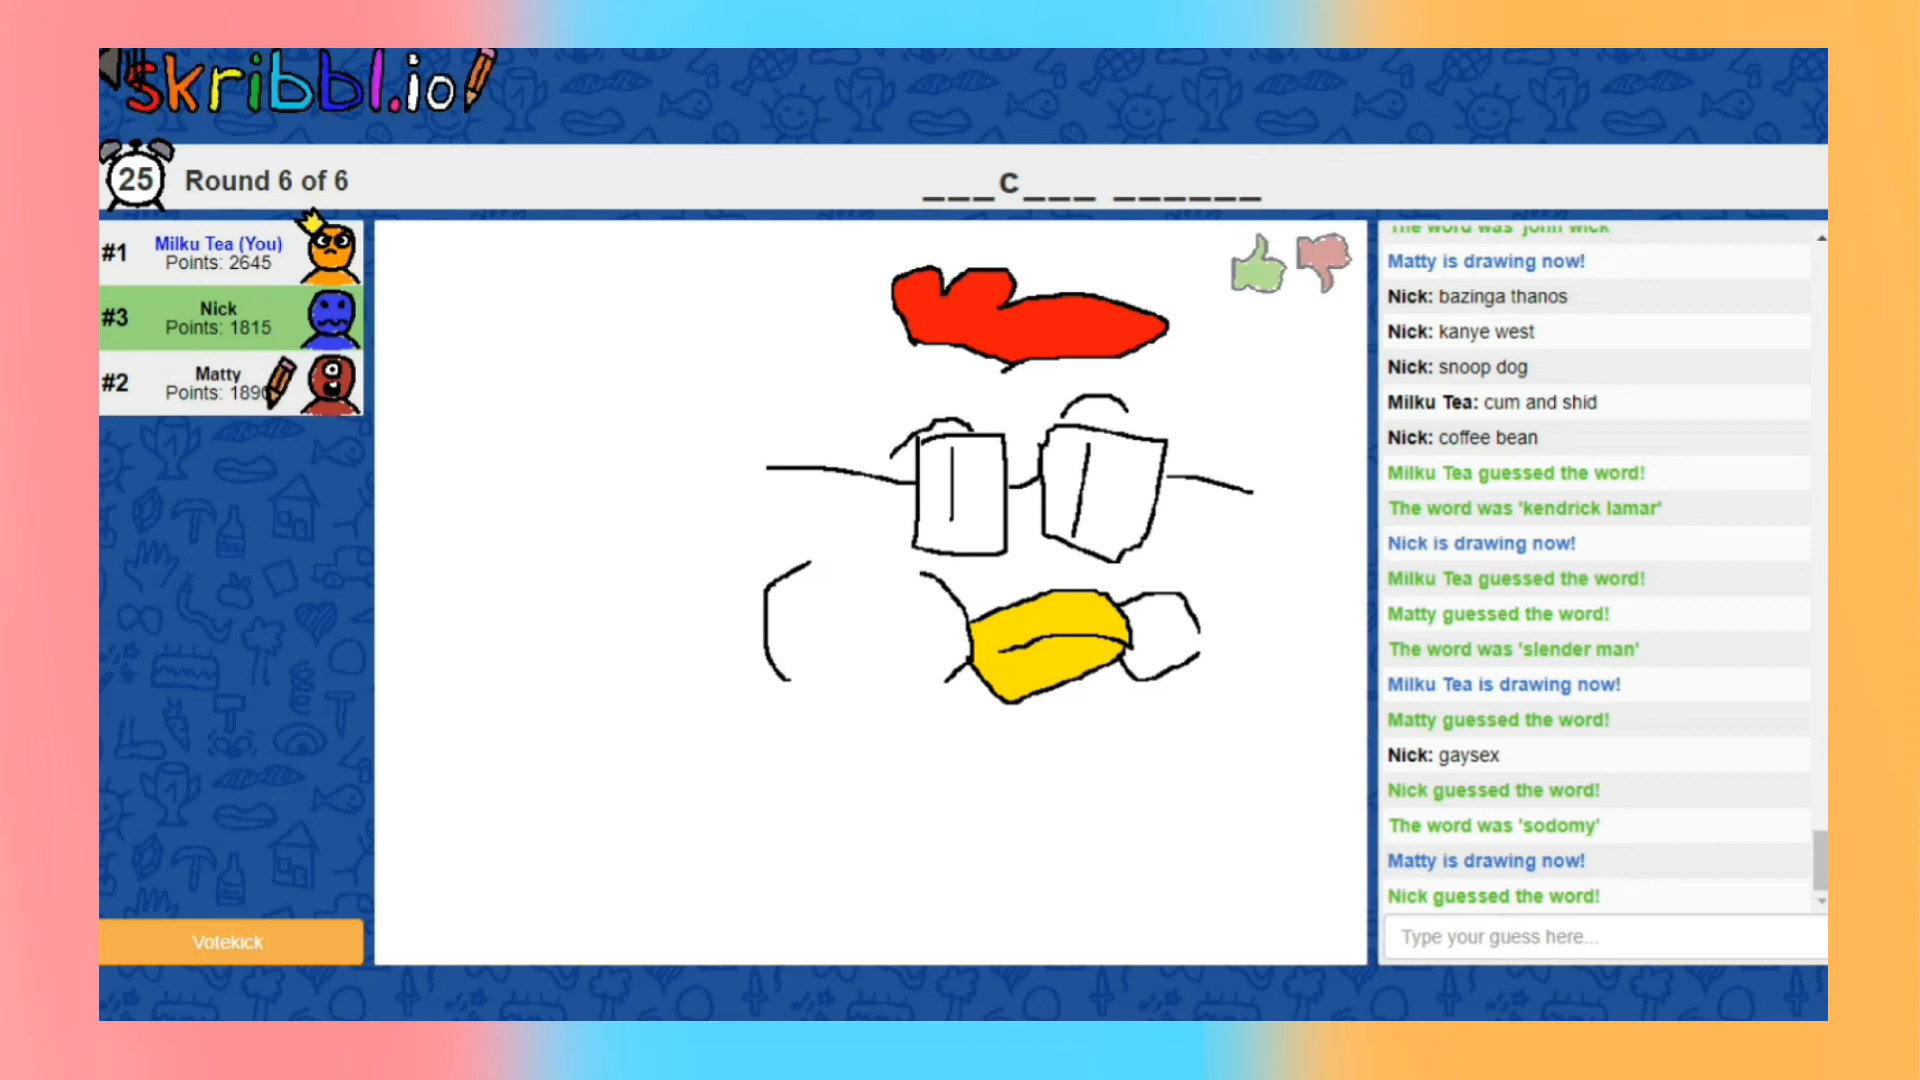 skribbl.io
25
Round 6 of 6
___c___ ______
#1
Milku Tea (You)
Points: 2645
#3
Nick
Points: 1815
#2
Matty
Votekick
Matty is drawing now!
Nick: bazinga thanos
Nick: kanye west
Nick: snoop dog
Milku Tea: cum and shid
Nick: coffee bean
Milku Tea guessed the word!
The word was 'kendrick lamar'
Nick is drawing now!
Milku Tea guessed the word!
Matty guessed the word!
The word was 'slender man'
Milku Tea is drawing now!
Matty guessed the word!
Nick: gaysex
Nick guessed the word!
The word was 'sodomy'
Matty is drawing now!
Nick guessed the word!
Type your guess here...